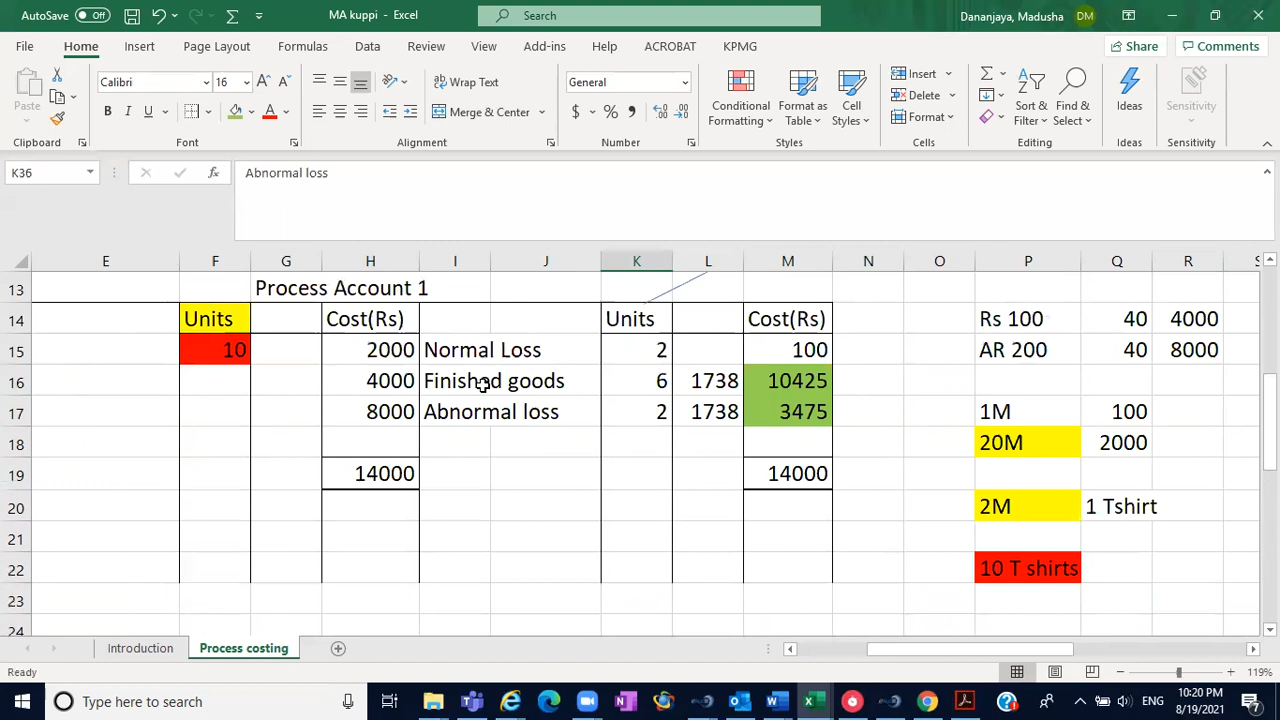 AutoSave Off MA kuppi - Excel Search Dananjaya, Madusha DM
File Home Insert Page Layout Formulas Data Review View Add-ins Help ACROBAT KPMG Share Comments
Paste Calibri 16 Wrap Text General Conditional Formatting Format as Table Cell Styles Insert Sort & Filter Find & Select Ideas Sensitivity
B I U Merge & Center $ % Delete
Format
Clipboard Font Alignment Number Styles Cells Editing Ideas Sensitivity
K36 fx Abnormal loss
E F G H I J K L M N O P Q R S
13 Process Account 1
14 Units Cost(Rs) Units Cost(Rs) Rs 100 40 4000
15 10 2000 Normal Loss 2 100 AR 200 40 8000
16 4000 Finished goods 6 1738 10425
17 8000 Abnormal loss 2 1738 3475 1M 100
18 20M 2000
19 14000 14000
20 2M 1 Tshirt
21
22 10 T shirts
23
24
Introduction Process costing
Ready 119%
Type here to search ENG 10:20 PM 8/19/2021 7